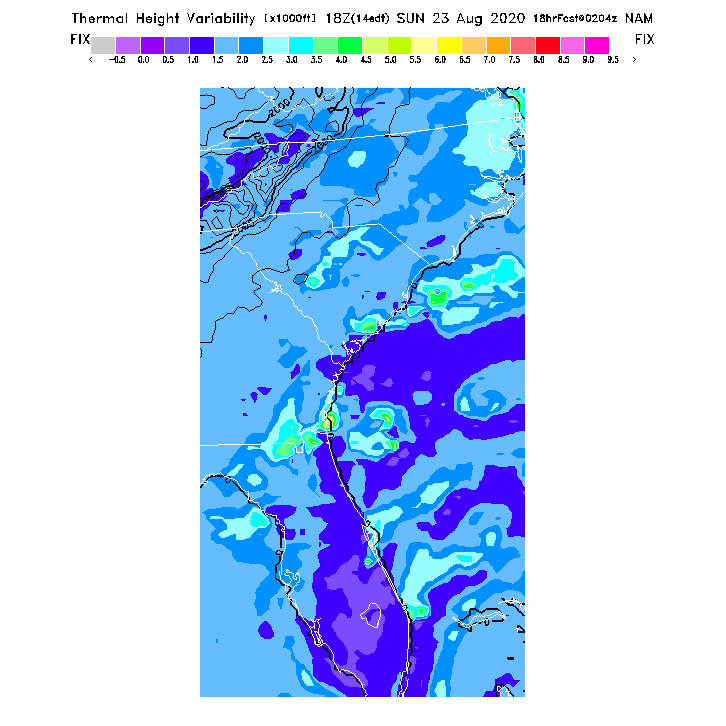 Thermal Height Variability [x1000ft] 18Z(14edt) SUN 23 Aug 2020 18hrFcst@0204z NAM
FIX FIX
< -0.5 0.0 0.5 1.0 1.5 2.0 2.5 3.0 3.5 4.0 4.5 5.0 5.5 6.0 6.5 7.0 7.5 8.0 8.5 9.0 9.5 >
2000